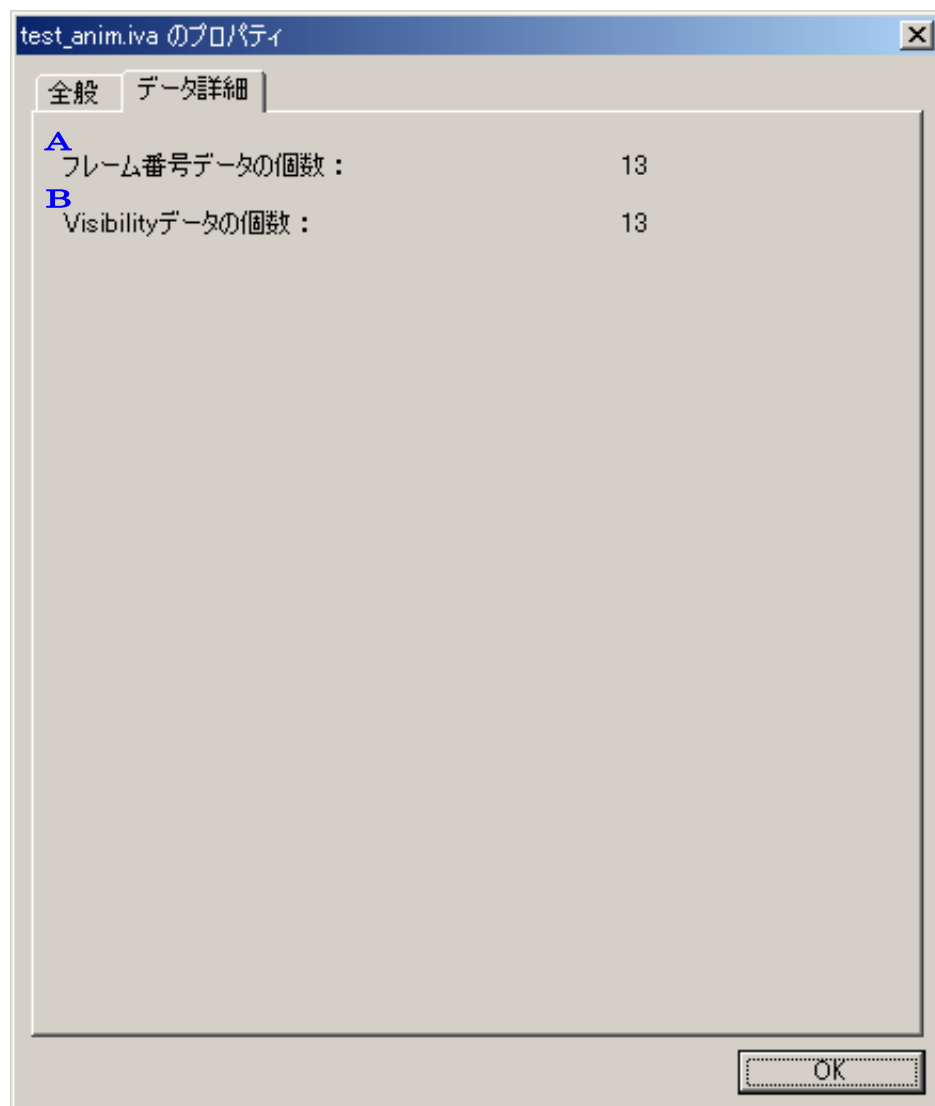 test_anim.iva のプロパティ
全般 データ詳細
A
フレーム番号データの個数： 13
B
Visibilityデータの個数： 13
OK